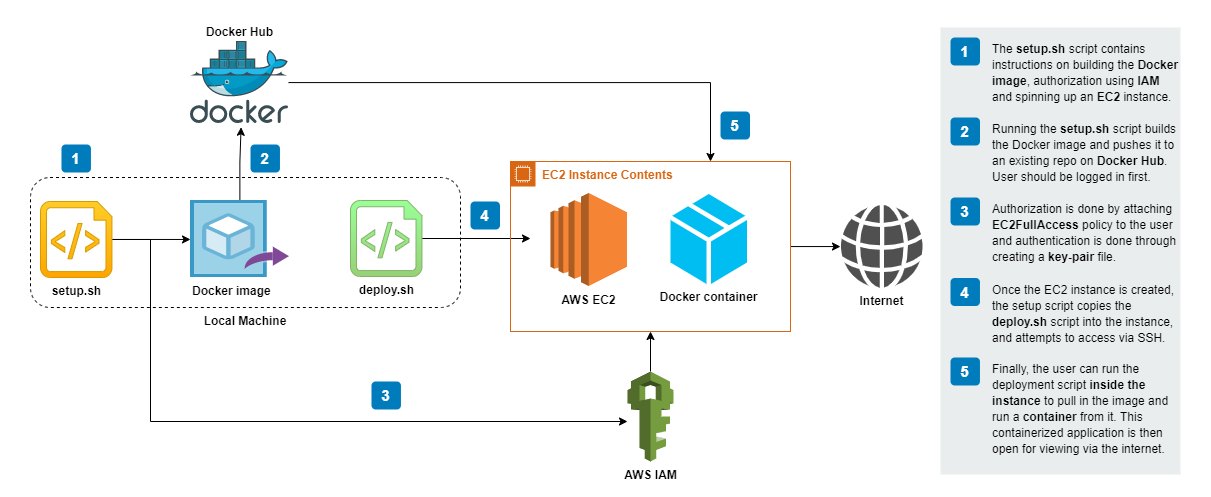 Docker Hub
docker
1
2
3
4
5
setup.sh
Docker image
deploy.sh
Local Machine
EC2 Instance Contents
AWS EC2
Docker container
Internet
AWS IAM
1
The setup.sh script contains
instructions on building the Docker
image, authorization using IAM
and spinning up an EC2 instance.
2
Running the setup.sh script builds
the Docker image and pushes it to
an existing repo on Docker Hub.
User should be logged in first.
3
Authorization is done by attaching
EC2FullAccess policy to the user
and authentication is done through
creating a key-pair file.
4
Once the EC2 instance is created,
the setup script copies the
deploy.sh script into the instance,
and attempts to access via SSH.
5
Finally, the user can run the
deployment script inside the
instance to pull in the image and
run a container from it. This
containerized application is then
open for viewing via the internet.